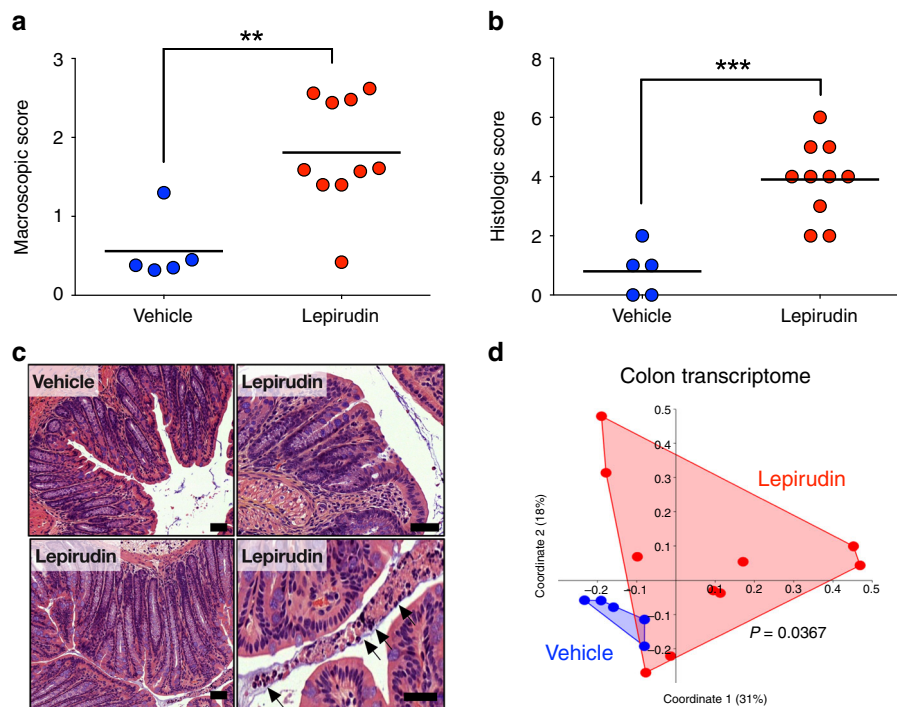 a
**
3
2
1
0
Macroscopic score
Vehicle
Lepirudin
b
***
8
6
4
2
0
Histologic score
Vehicle
Lepirudin
c
Vehicle
Lepirudin
Lepirudin
Lepirudin
d
Colon transcriptome
0.5
0.4
0.3
0.1
-0.1
-0.2
-0.2
-0.1
0.1
0.2
0.3
0.4
0.5
Lepirudin
Vehicle
P = 0.0367
Coordinate 2 (18%)
Coordinate 1 (31%)